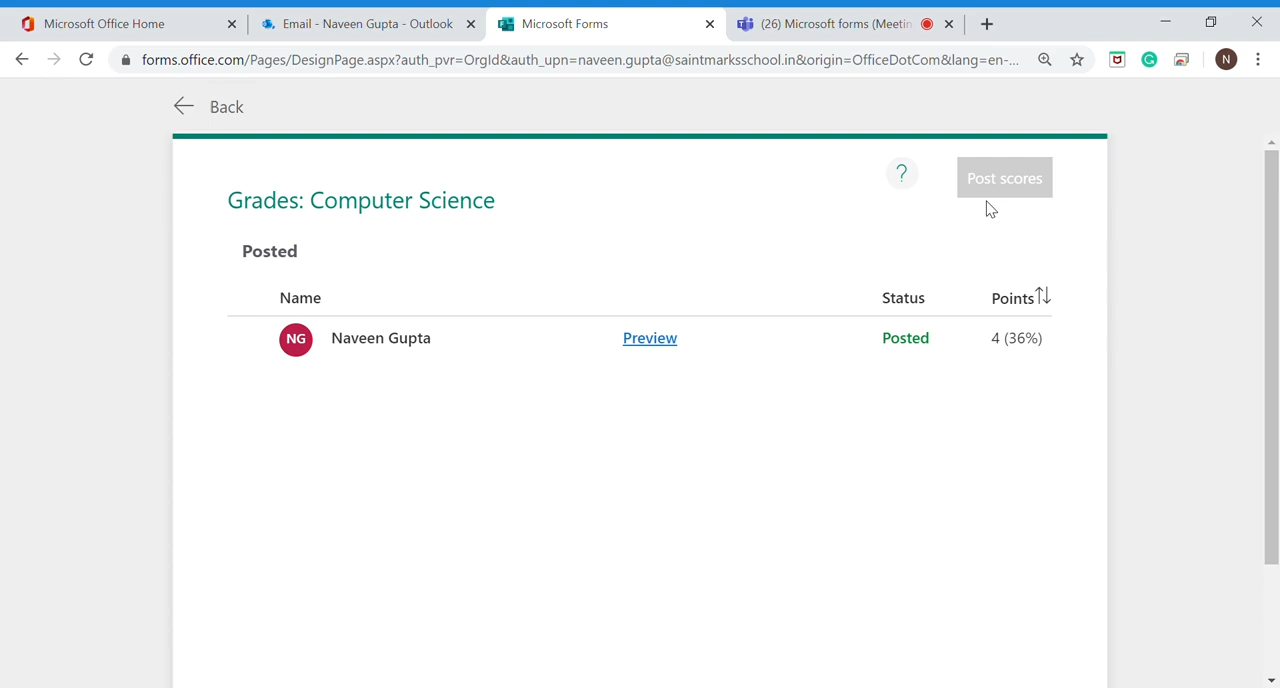 Microsoft Office Home
Email - Naveen Gupta - Outlook
Microsoft Forms
(26) Microsoft forms (Meetin
forms.office.com/Pages/DesignPage.aspx?auth_pvr=OrgId&auth_upn=naveen.gupta@saintmarksschool.in&origin=OfficeDotCom&lang=en-...
N
Back
?
Post scores
Grades: Computer Science
Posted
Name Status Points
NG Naveen Gupta Preview Posted 4 (36%)